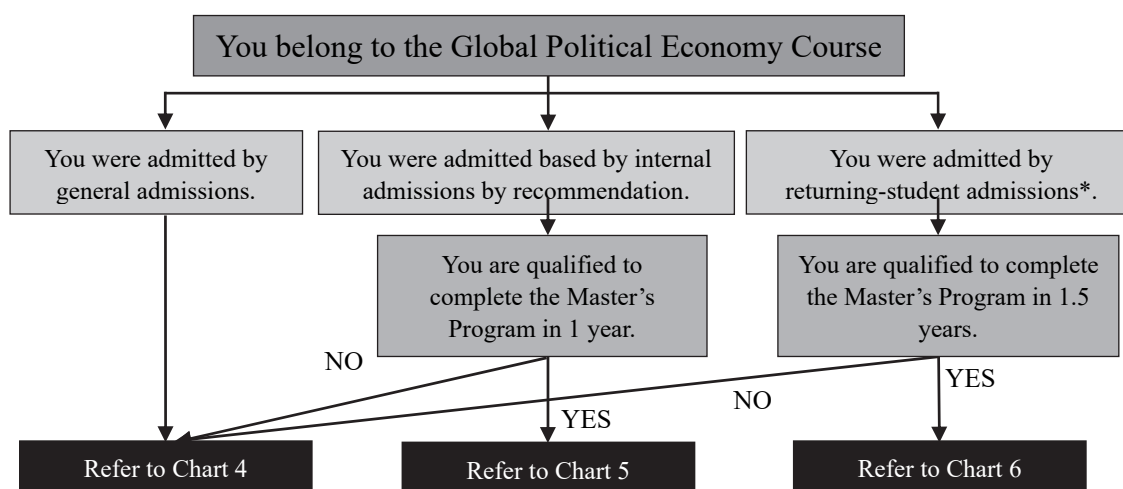 You belong to the Global Political Economy Course
You were admitted by
general admissions.
You were admitted based by internal
admissions by recommendation.
You were admitted by
returning-student admissions*.
You are qualified to
complete the Master’s
Program in 1 year.
You are qualified to complete
the Master’s Program in 1.5
years.
NO
YES
NO
YES
Refer to Chart 4
Refer to Chart 5
Refer to Chart 6